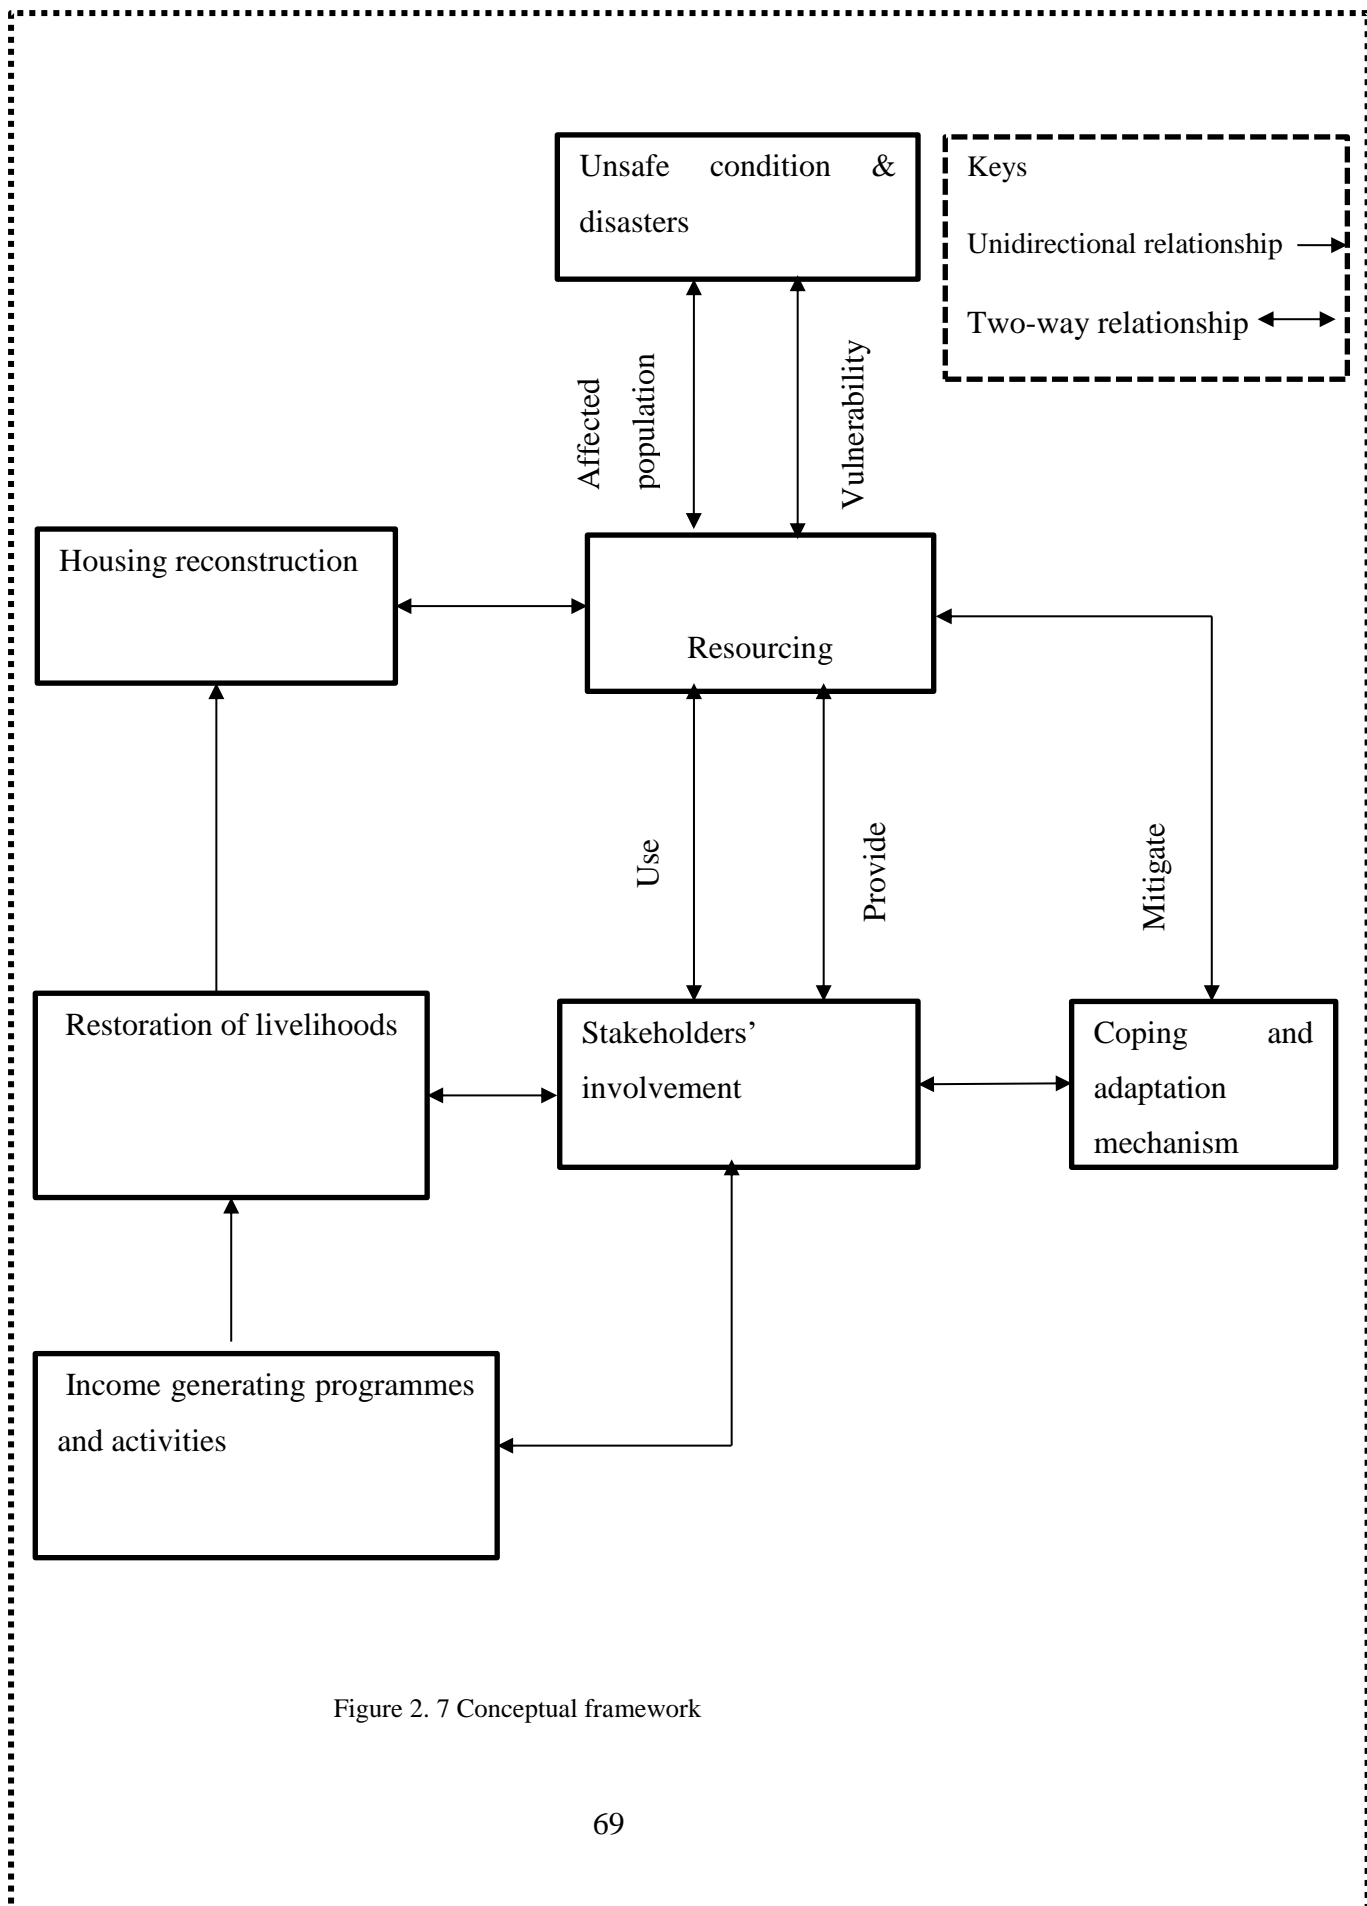 Unsafe condition &
disasters
Keys
Unidirectional relationship
Two-way relationship
Affected
population
Vulnerability
Housing reconstruction
Resourcing
Use
Provide
Mitigate
Restoration of livelihoods
Stakeholders’
involvement
Coping and
adaptation
mechanism
Income generating programmes
and activities
Figure 2. 7 Conceptual framework
69